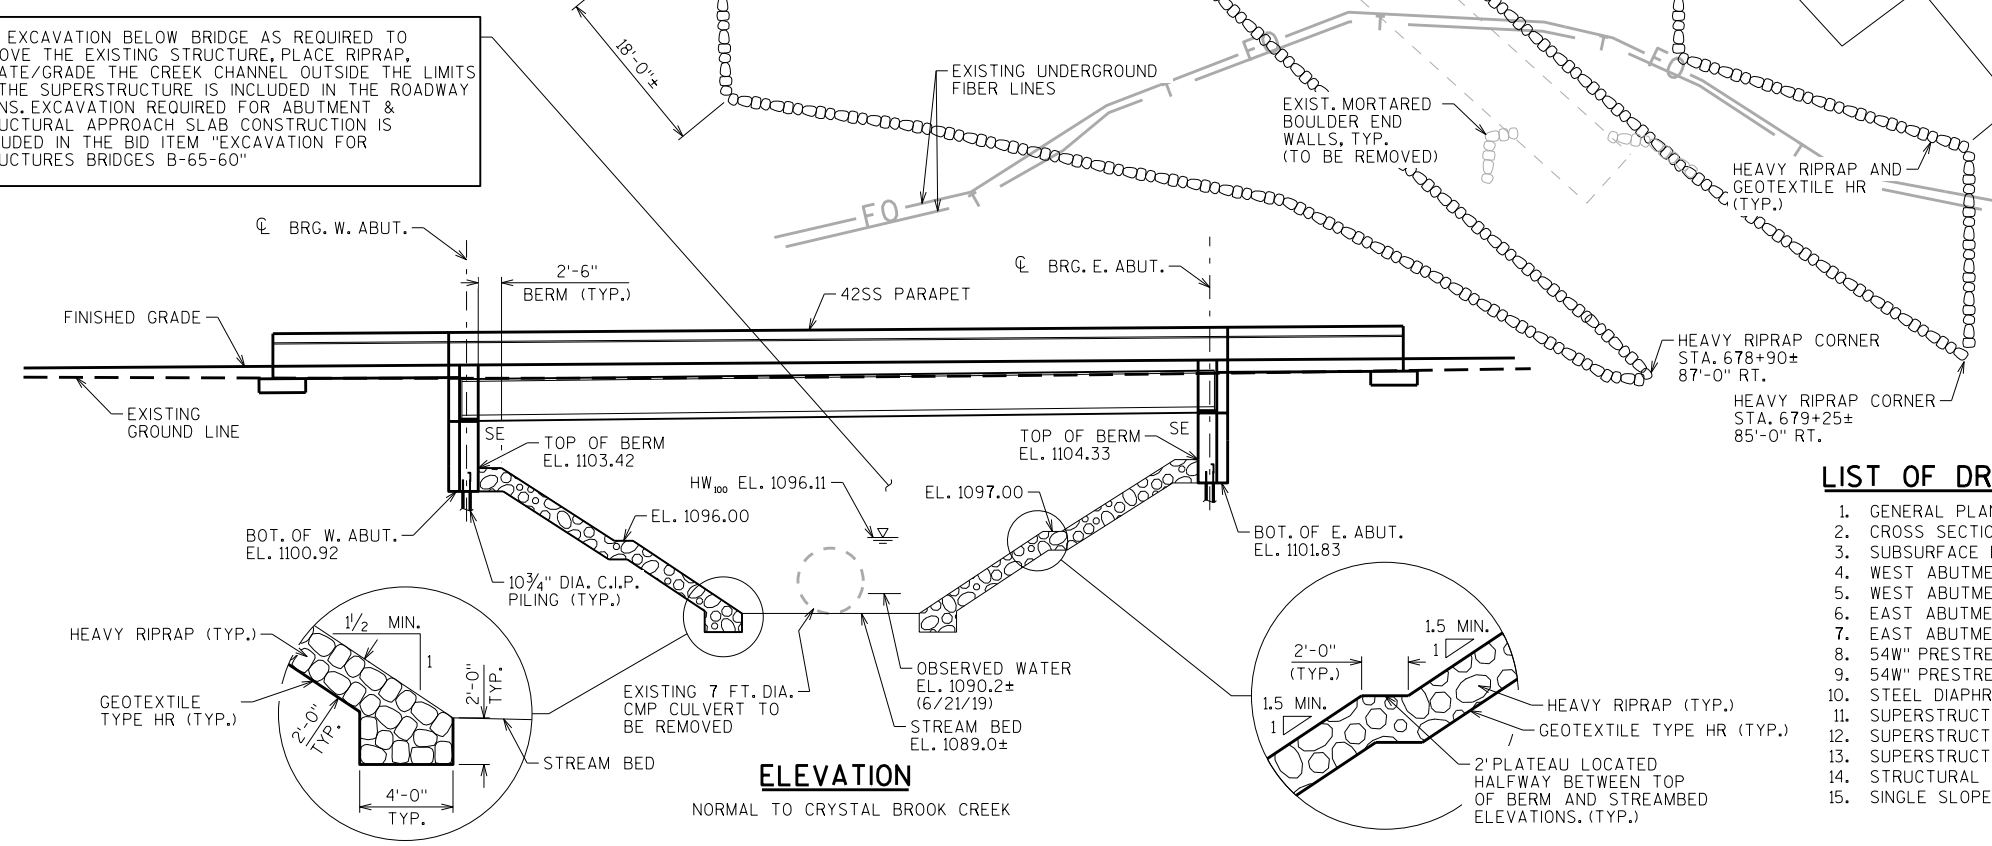 EXCAVATION BELOW BRIDGE AS REQUIRED TO
OVE THE EXISTING STRUCTURE, PLACE RIPRAP,
ATE/GRADE THE CREEK CHANNEL OUTSIDE THE LIMITS
THE SUPERSTRUCTURE IS INCLUDED IN THE ROADWAY
NS. EXCAVATION REQUIRED FOR ABUTMENT &
UCTURAL APPROACH SLAB CONSTRUCTION IS
UDED IN THE BID ITEM "EXCAVATION FOR
UCTURES BRIDGES B-65-60"
18'-0"±
EXISTING UNDERGROUND
FIBER LINES
FO
T
T
FO
T
T
FO
T
EXIST. MORTARED
BOULDER END
WALLS, TYP.
(TO BE REMOVED)
HEAVY RIPRAP AND
GEOTEXTILE HR
(TYP.)
℄ BRG. W. ABUT.
2'-6"
BERM (TYP.)
℄ BRG. E. ABUT.
42SS PARAPET
FINISHED GRADE
EXISTING
GROUND LINE
HEAVY RIPRAP CORNER
STA. 678+90±
87'-0" RT.
HEAVY RIPRAP CORNER
STA. 679+25±
85'-0" RT.
SE
TOP OF BERM
EL. 1103.42
TOP OF BERM
EL. 1104.33
SE
HW100 EL. 1096.11
EL. 1097.00
EL. 1096.00
BOT. OF W. ABUT.
EL. 1100.92
BOT. OF E. ABUT.
EL. 1101.83
10¾" DIA. C.I.P.
PILING (TYP.)
HEAVY RIPRAP (TYP.)
1½ MIN.
1
GEOTEXTILE
TYPE HR (TYP.)
2'-0"
TYP.
2'-0"
TYP.
STREAM BED
4'-0"
TYP.
EXISTING 7 FT. DIA.
CMP CULVERT TO
BE REMOVED
OBSERVED WATER
EL. 1090.2±
(6/21/19)
STREAM BED
EL. 1089.0±
ELEVATION
NORMAL TO CRYSTAL BROOK CREEK
1.5 MIN.
1
2'-0"
(TYP.)
1.5 MIN.
1
HEAVY RIPRAP (TYP.)
GEOTEXTILE TYPE HR (TYP.)
2' PLATEAU LOCATED
HALFWAY BETWEEN TOP
OF BERM AND STREAMBED
ELEVATIONS. (TYP.)
LIST OF DR
1. GENERAL PLAN
2. CROSS SECTIO
3. SUBSURFACE
4. WEST ABUTME
5. WEST ABUTME
6. EAST ABUTME
7. EAST ABUTME
8. 54W" PRESTRE
9. 54W" PRESTRE
10. STEEL DIAPHR
11. SUPERSTRUCT
12. SUPERSTRUCT
13. SUPERSTRUCT
14. STRUCTURAL
15. SINGLE SLOPE